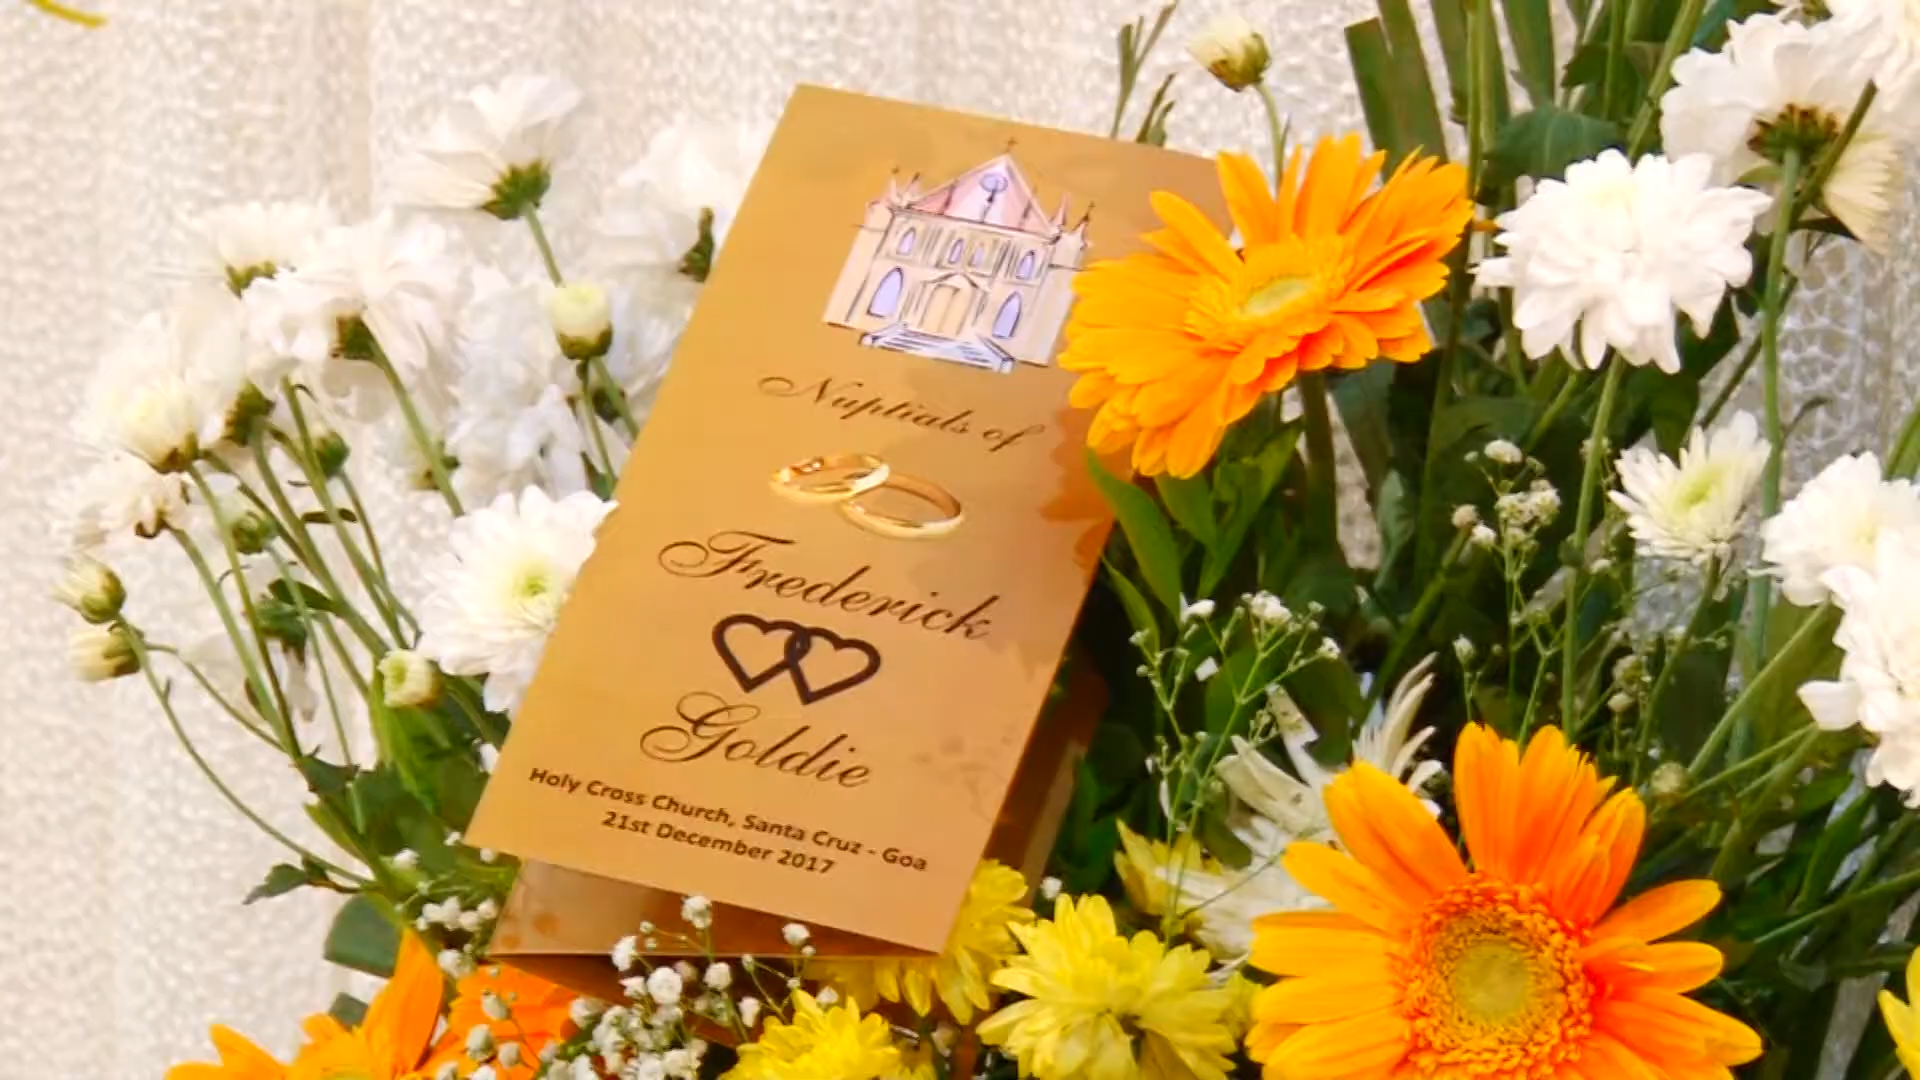 Nuptials of
Frederick
Goldie
Holy Cross Church, Santa Cruz - Goa
21st December 2017